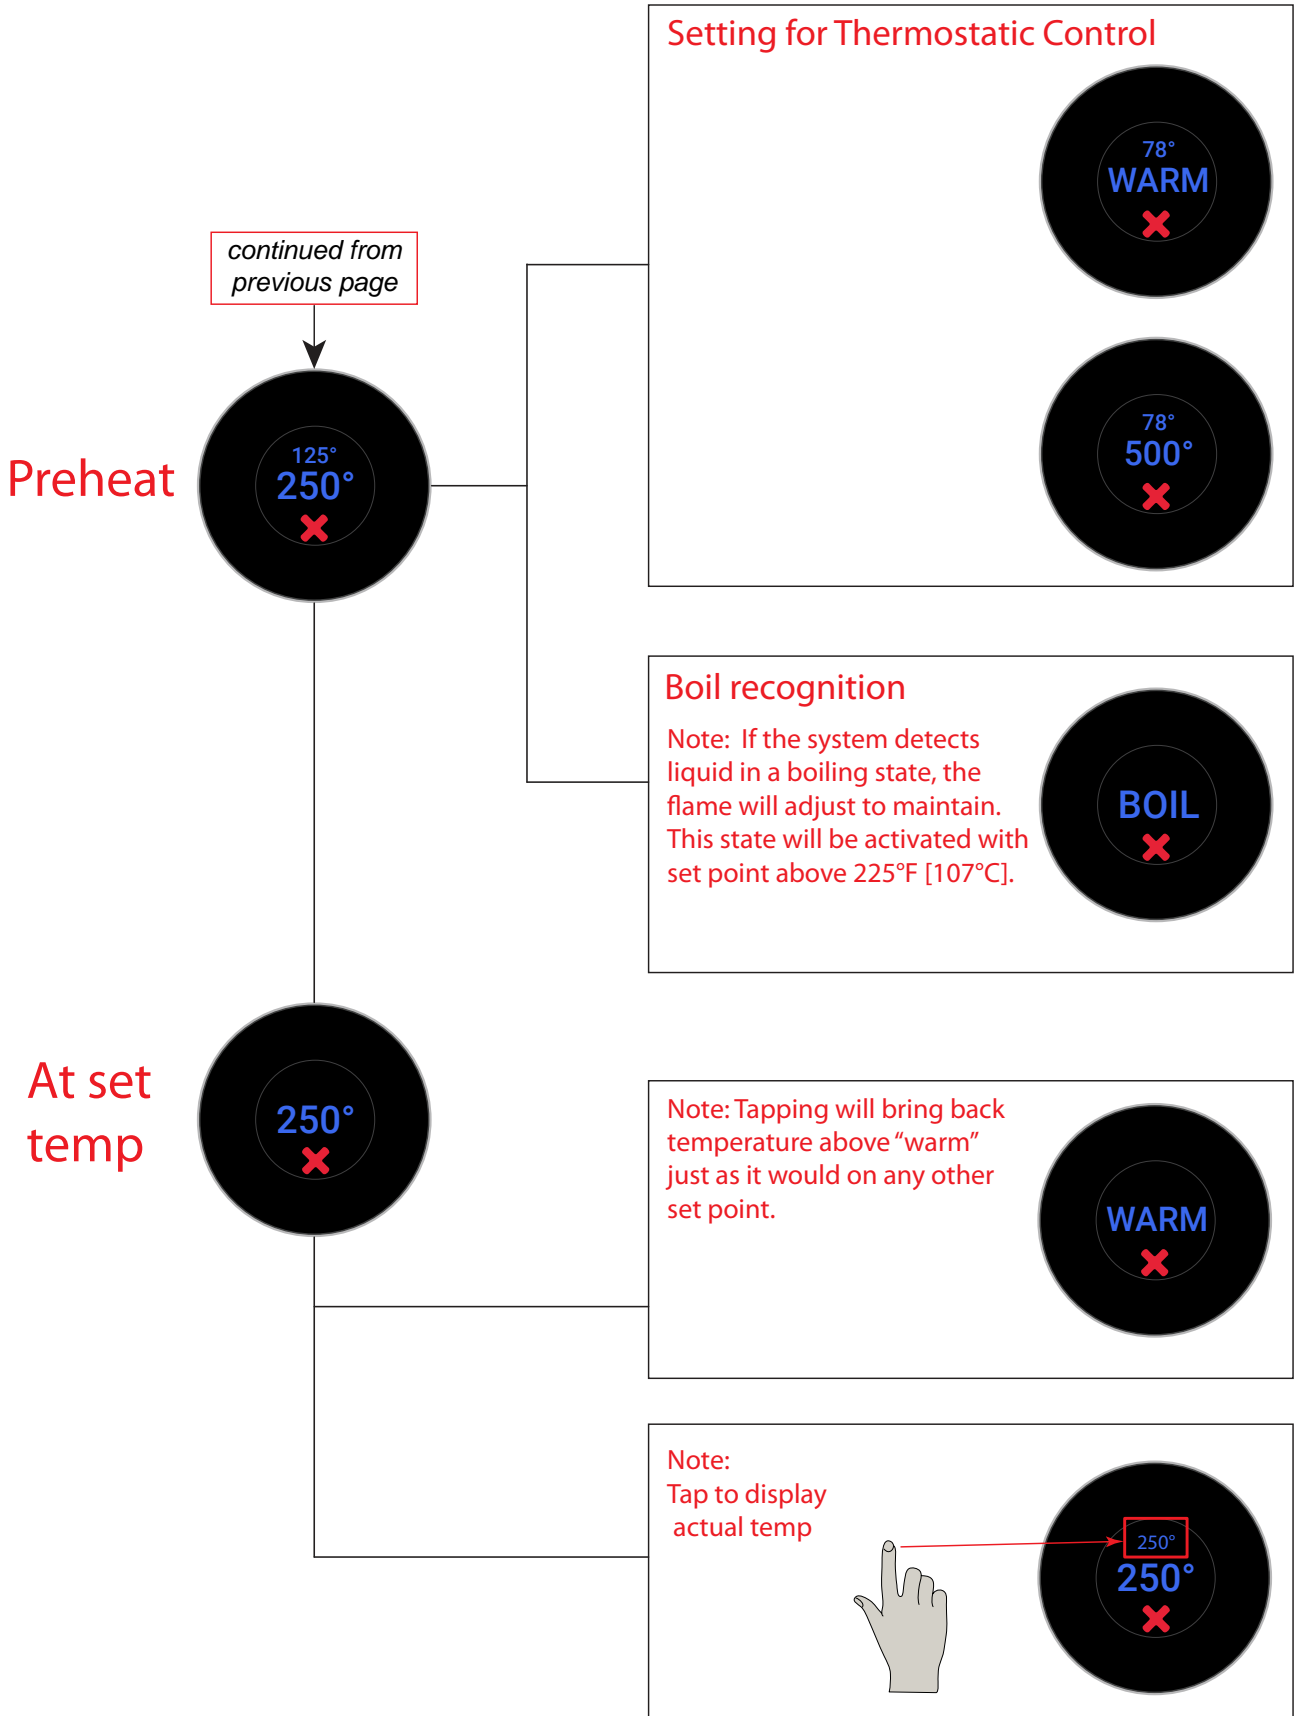 Setting for Thermostatic Control
78°
WARM
78°
500°
continued from
previous page
Preheat
125°
250°
Boil recognition
Note:  If the system detects
liquid in a boiling state, the
flame will adjust to maintain.
This state will be activated with
set point above 225°F [107°C].
BOIL
At set
temp
250°
Note: Tapping will bring back
temperature above “warm”
just as it would on any other
set point.
WARM
Note:
Tap to display
actual temp
250°
250°